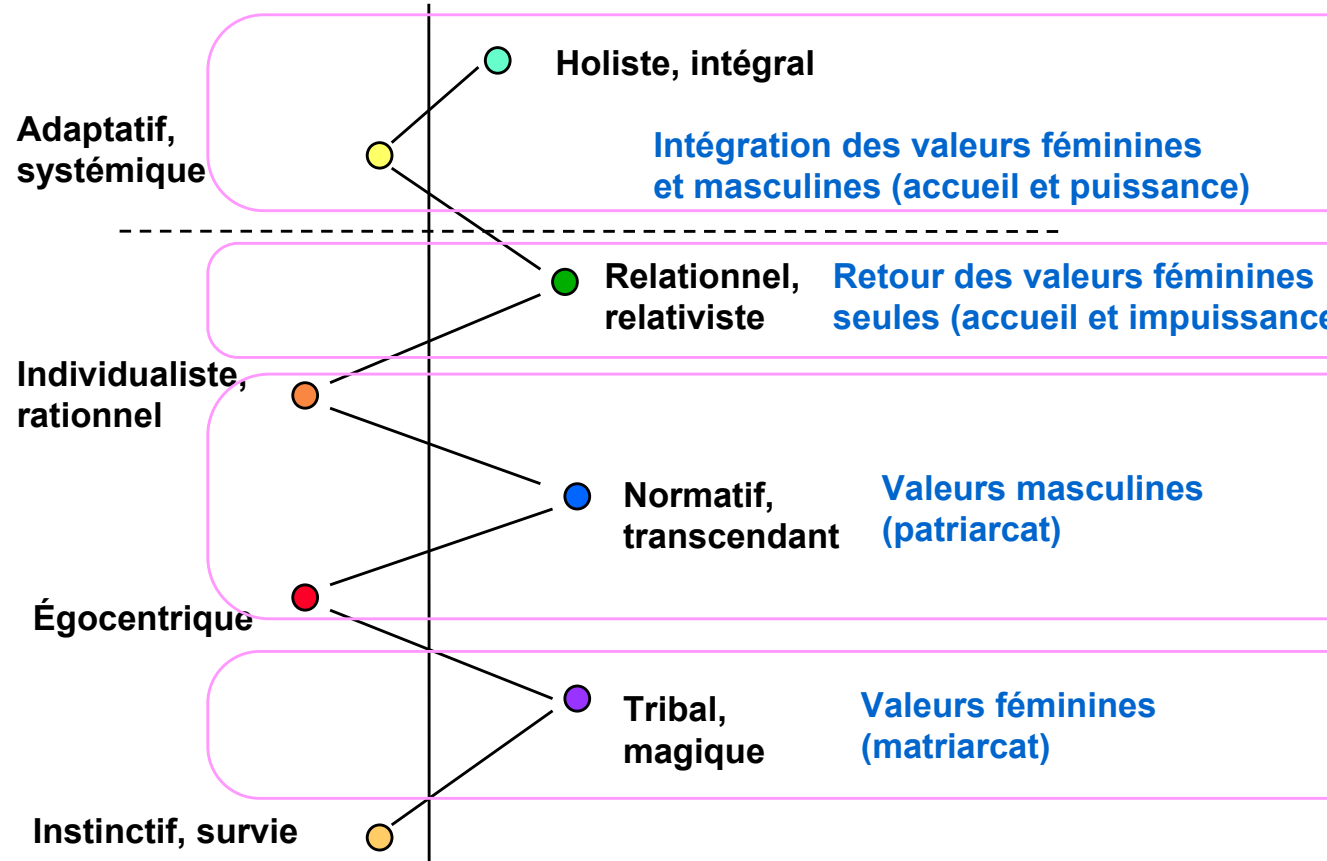 Holiste, intégral
Adaptatif,
systémique
Intégration des valeurs féminines
et masculines (accueil et puissance)
Relationnel,
relativiste
Retour des valeurs féminines
seules (accueil et impuissance
Individualiste,
rationnel
Normatif,
transcendant
Valeurs masculines
(patriarcat)
Égocentrique
Tribal,
magique
Valeurs féminines
(matriarcat)
Instinctif, survie